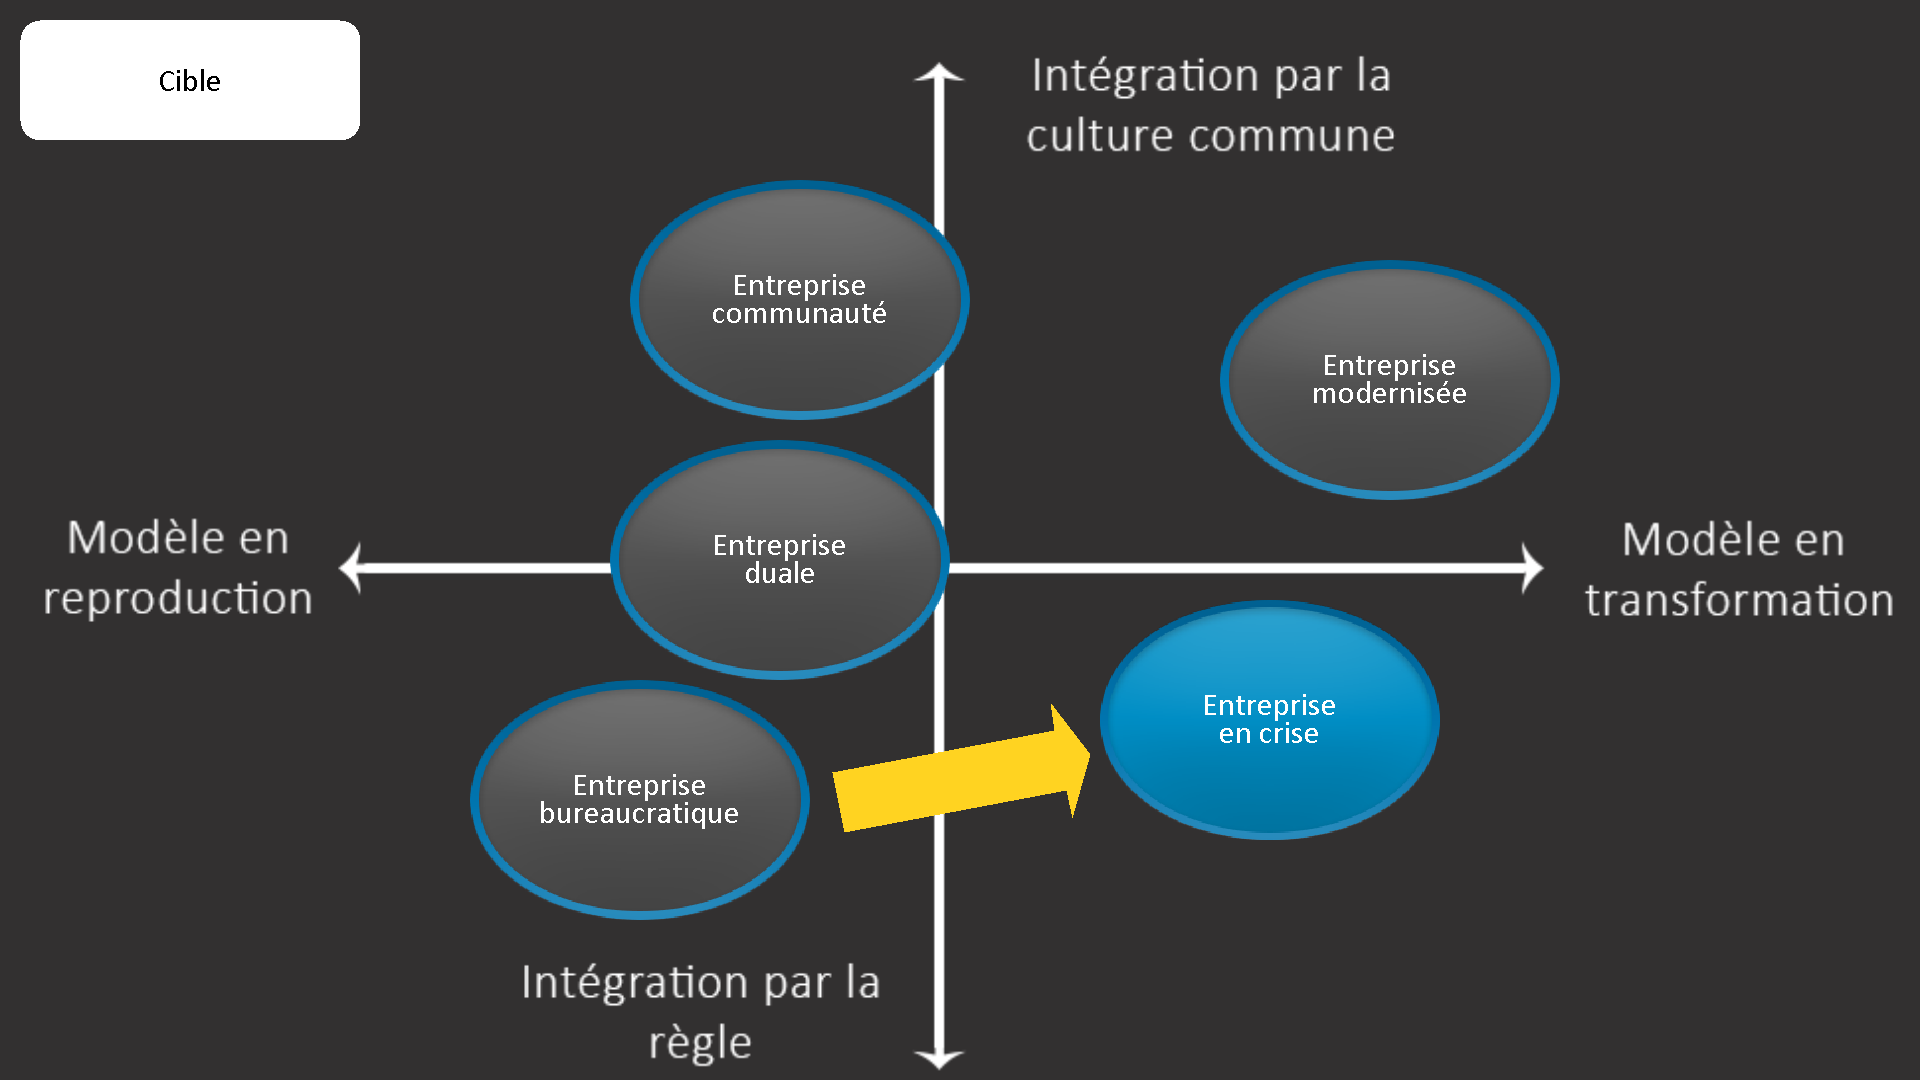 Cible
Intégration par la
culture commune
Entreprise
communauté
Entreprise
modernisée
Modèle en
reproduction
Entreprise
duale
Modèle en
transformation
Entreprise
en crise
Entreprise
bureaucratique
Intégration par la
règle